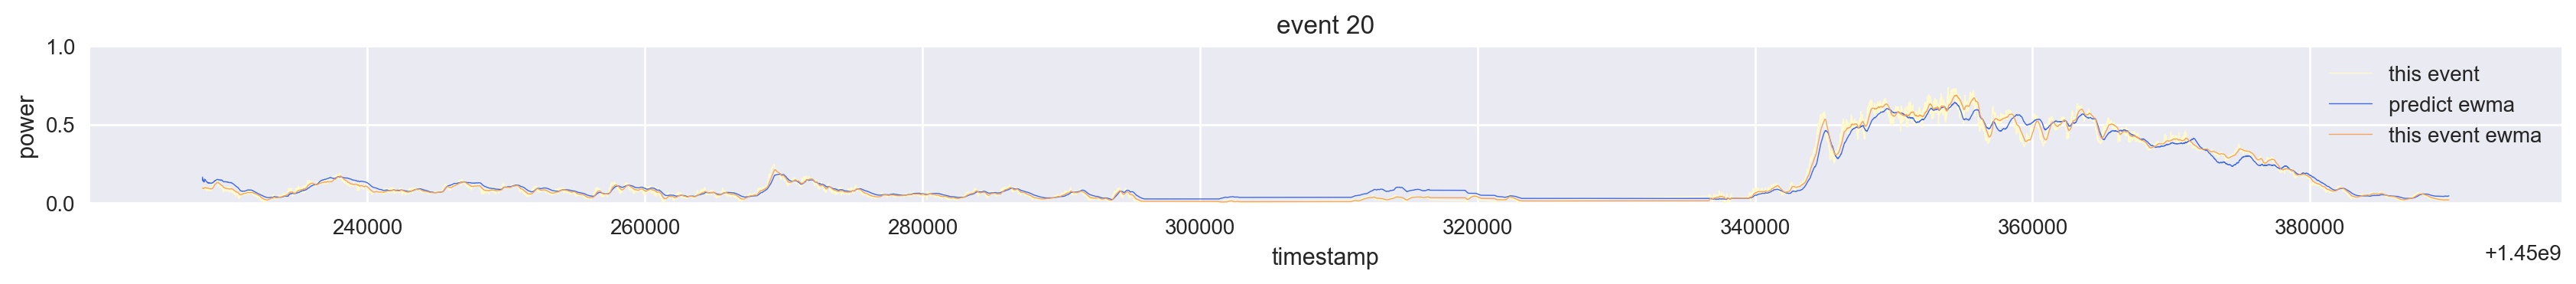 event 20
1.0
0.5
0.0
power
this event
predict ewma
this event ewma
240000 260000 280000 300000 320000 340000 360000 380000
timestamp
+1.45e9